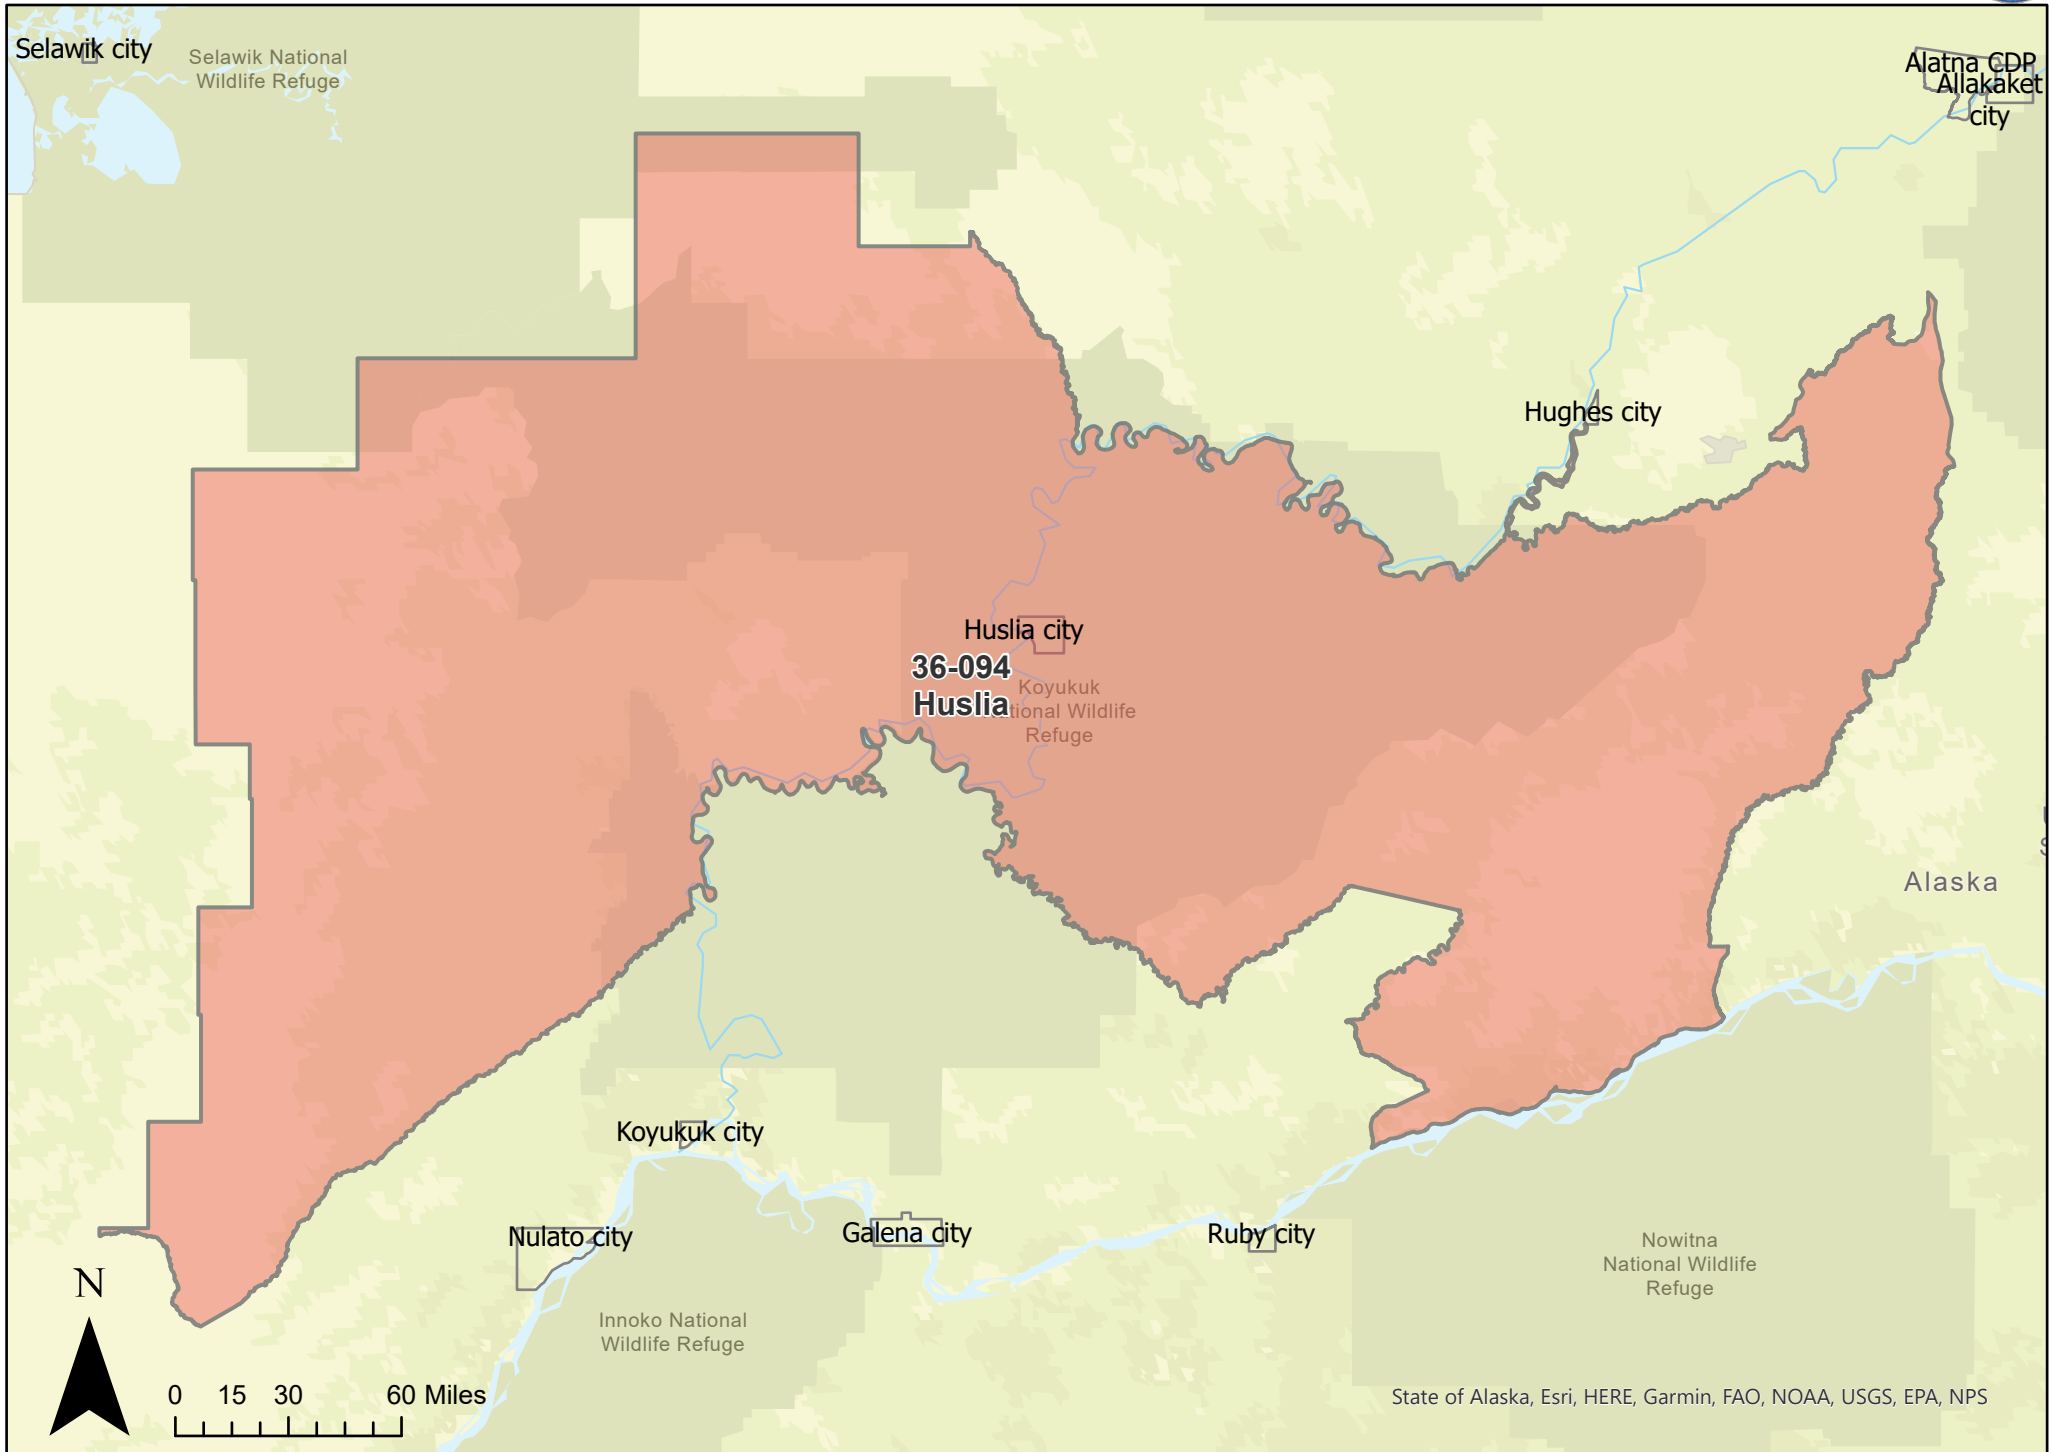 Selawik city
Selawik National
Wildlife Refuge
Alatna CDP
Allakaket
city
Hughes city
Huslia city
36-094
Huslia
Koyukuk
National Wildlife
Refuge
Alaska
Koyukuk city
Nulato city
Galena city
Ruby city
Nowitna
National Wildlife
Refuge
Innoko National
Wildlife Refuge
N
0 15 30 60 Miles
State of Alaska, Esri, HERE, Garmin, FAO, NOAA, USGS, EPA, NPS